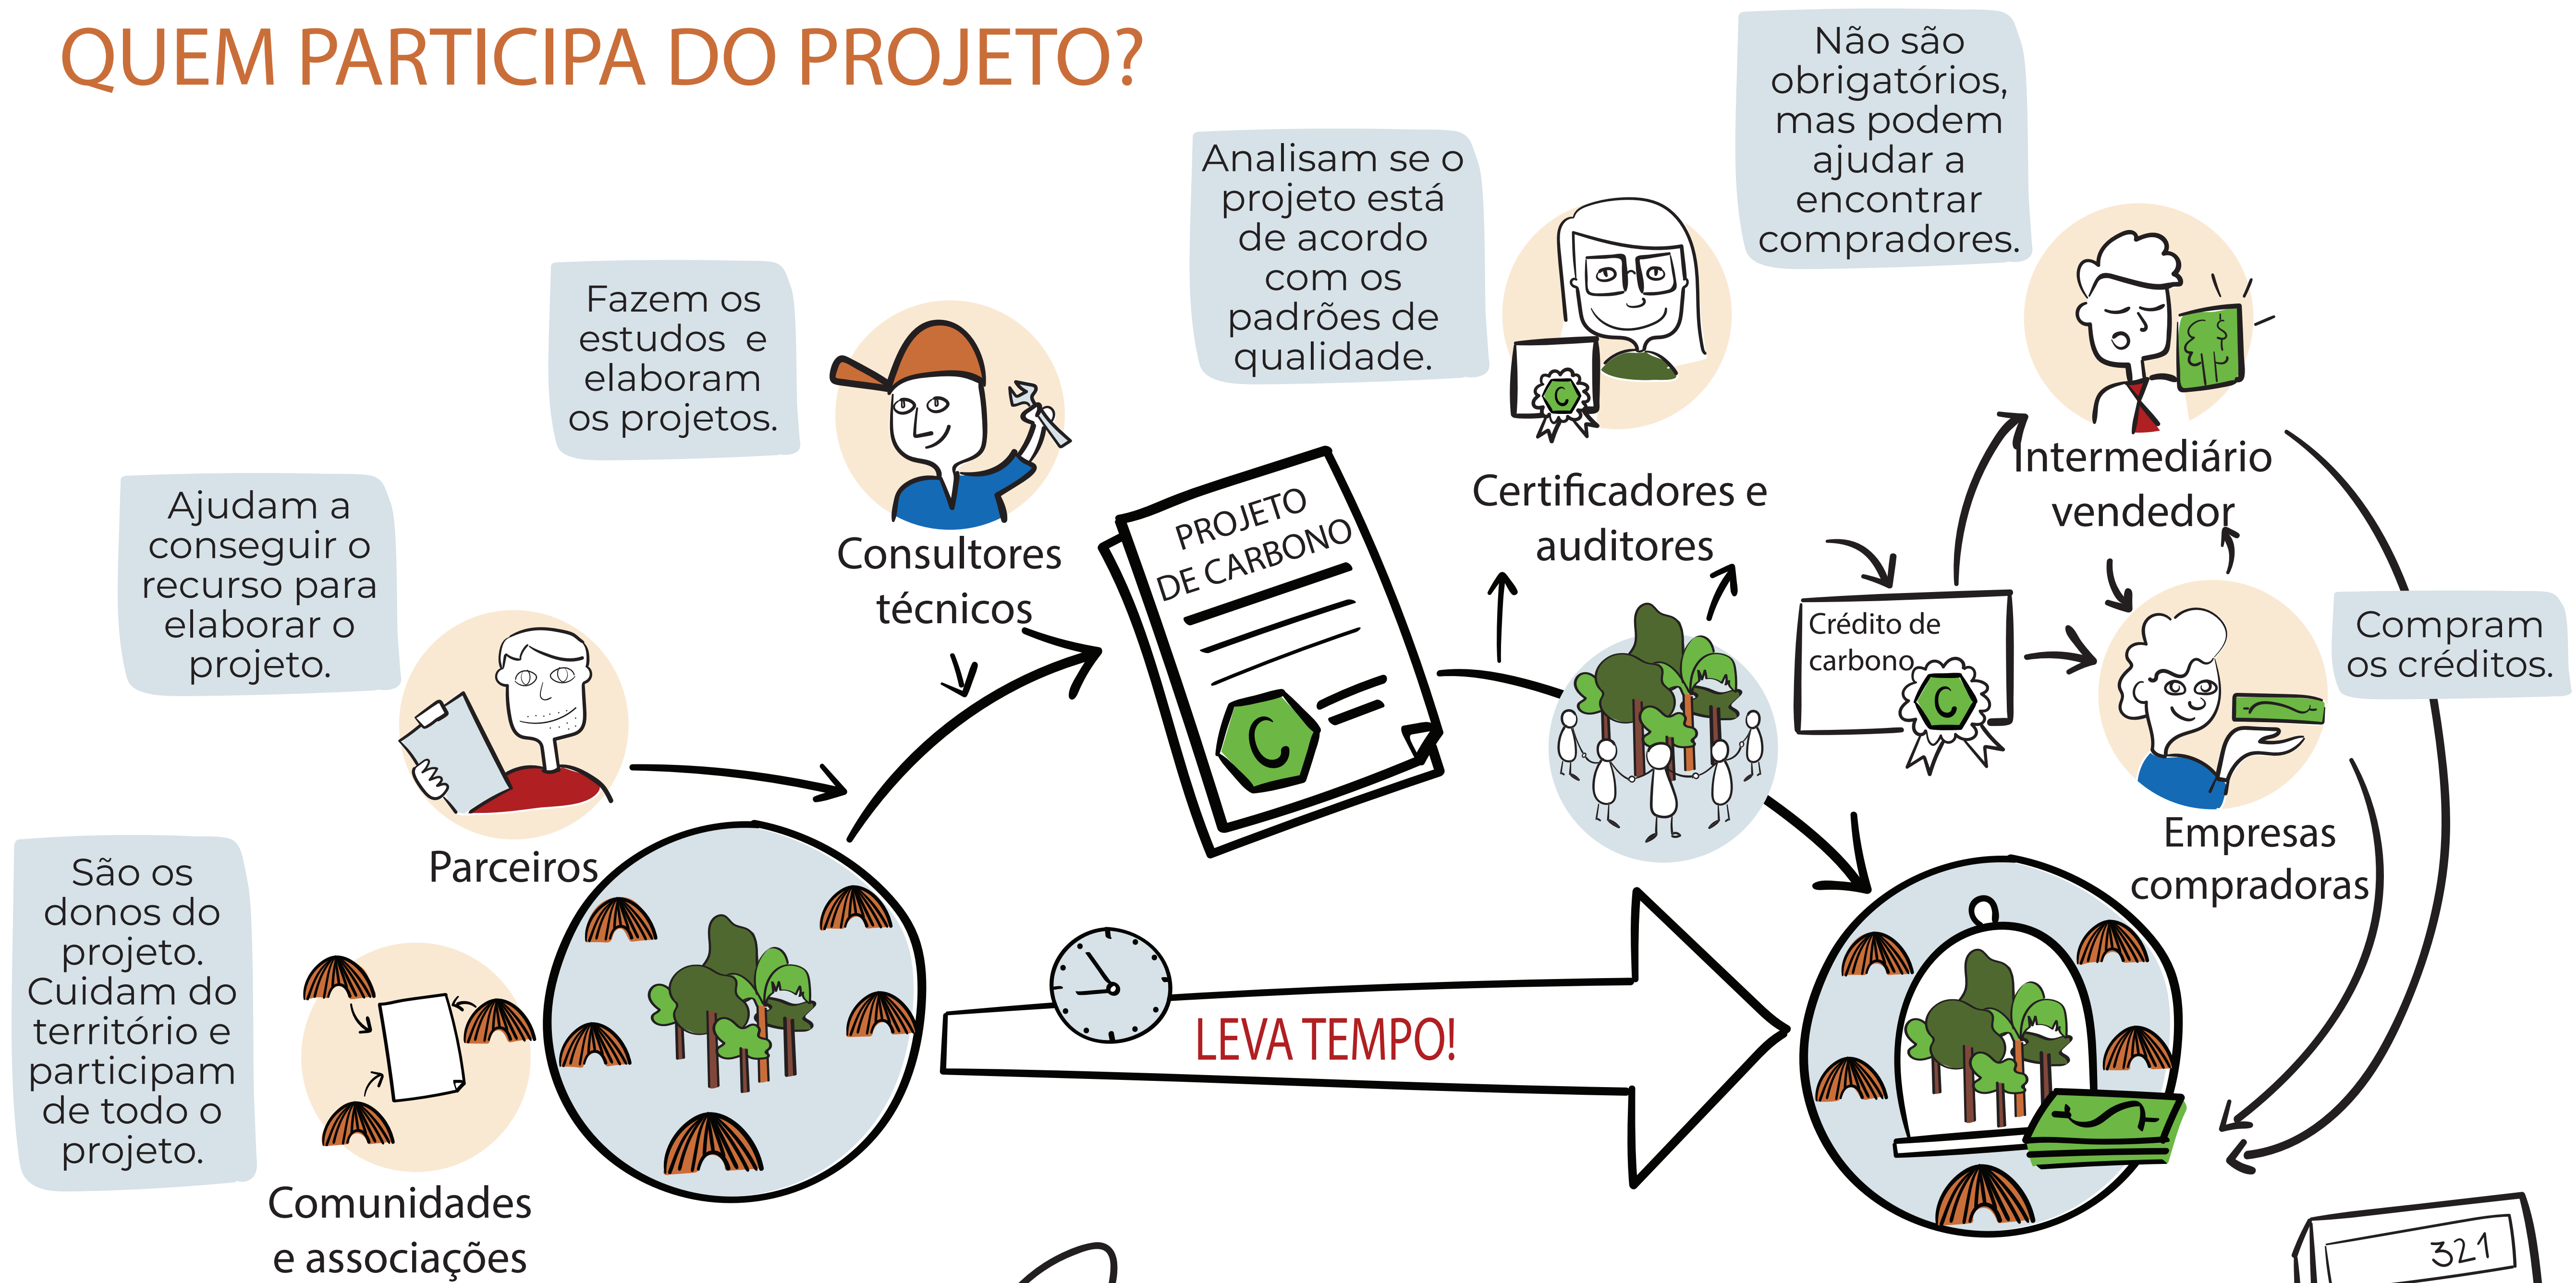 QUEM PARTICIPA DO PROJETO?
São os
donos do
projeto.
Cuidam do
território e
participam
de todo o
projeto.
Comunidades
e associações
Ajudam a
conseguir o
recurso para
elaborar o
projeto.
Parceiros
Fazem os
estudos e
elaboram
os projetos.
Consultores
técnicos
PROJETO
DE CARBONO
C
Analisam se o
projeto está
de acordo
com os
padrões de
qualidade.
C
Certificadores e
auditores
Crédito de
carbono
C
Não são
obrigatórios,
mas podem
ajudar a
encontrar
compradores.
Intermediário
vendedor
Compram
os créditos.
Empresas
compradoras
LEVA TEMPO!
321